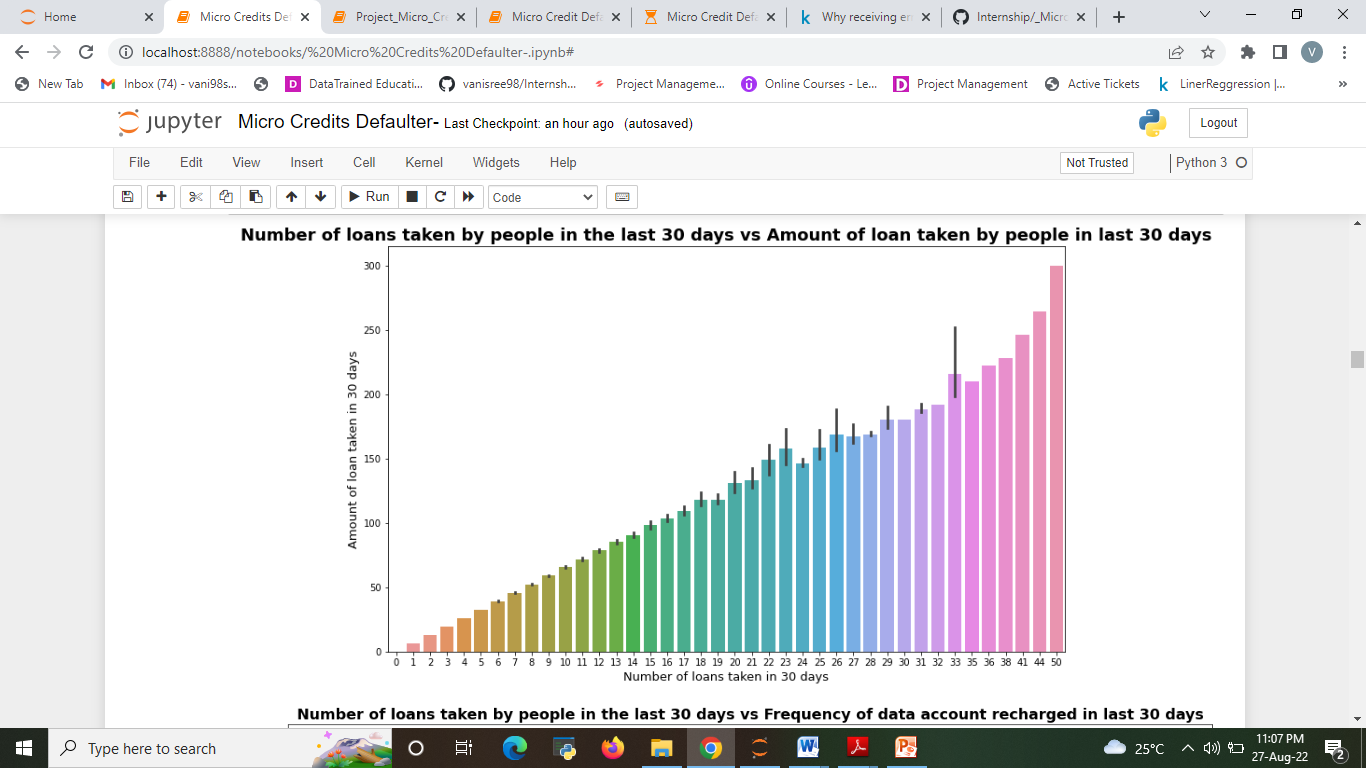 Home
Micro Credits Def
Project_Micro_Cr
Micro Credit Defa
Micro Credit Defa
Why receiving er
Internship/_Micro
localhost:8888/notebooks/%20Micro%20Credits%20Defaulter-.ipynb#
V
New Tab
Inbox (74) - vani98s...
DataTrained Educati...
vanisree98/Internsh...
Project Manageme...
Online Courses - Le...
Project Management
Active Tickets
LinerReggression |...
»
jupyter
Micro Credits Defaulter- Last Checkpoint: an hour ago (autosaved)
Logout
File Edit View Insert Cell Kernel Widgets Help
Not Trusted
Python 3
Run
Code
Number of loans taken by people in the last 30 days vs Amount of loan taken by people in last 30 days
Amount of loan taken in 30 days
300
250
200
150
100
50
0
0 1 2 3 4 5 6 7 8 9 10 11 12 13 14 15 16 17 18 19 20 21 22 23 24 25 26 27 28 29 30 31 32 33 35 36 38 41 44 50
Number of loans taken in 30 days
Number of loans taken by people in the last 30 days vs Frequency of data account recharged in last 30 days
Type here to search
25°C
11:07 PM
27-Aug-22
2